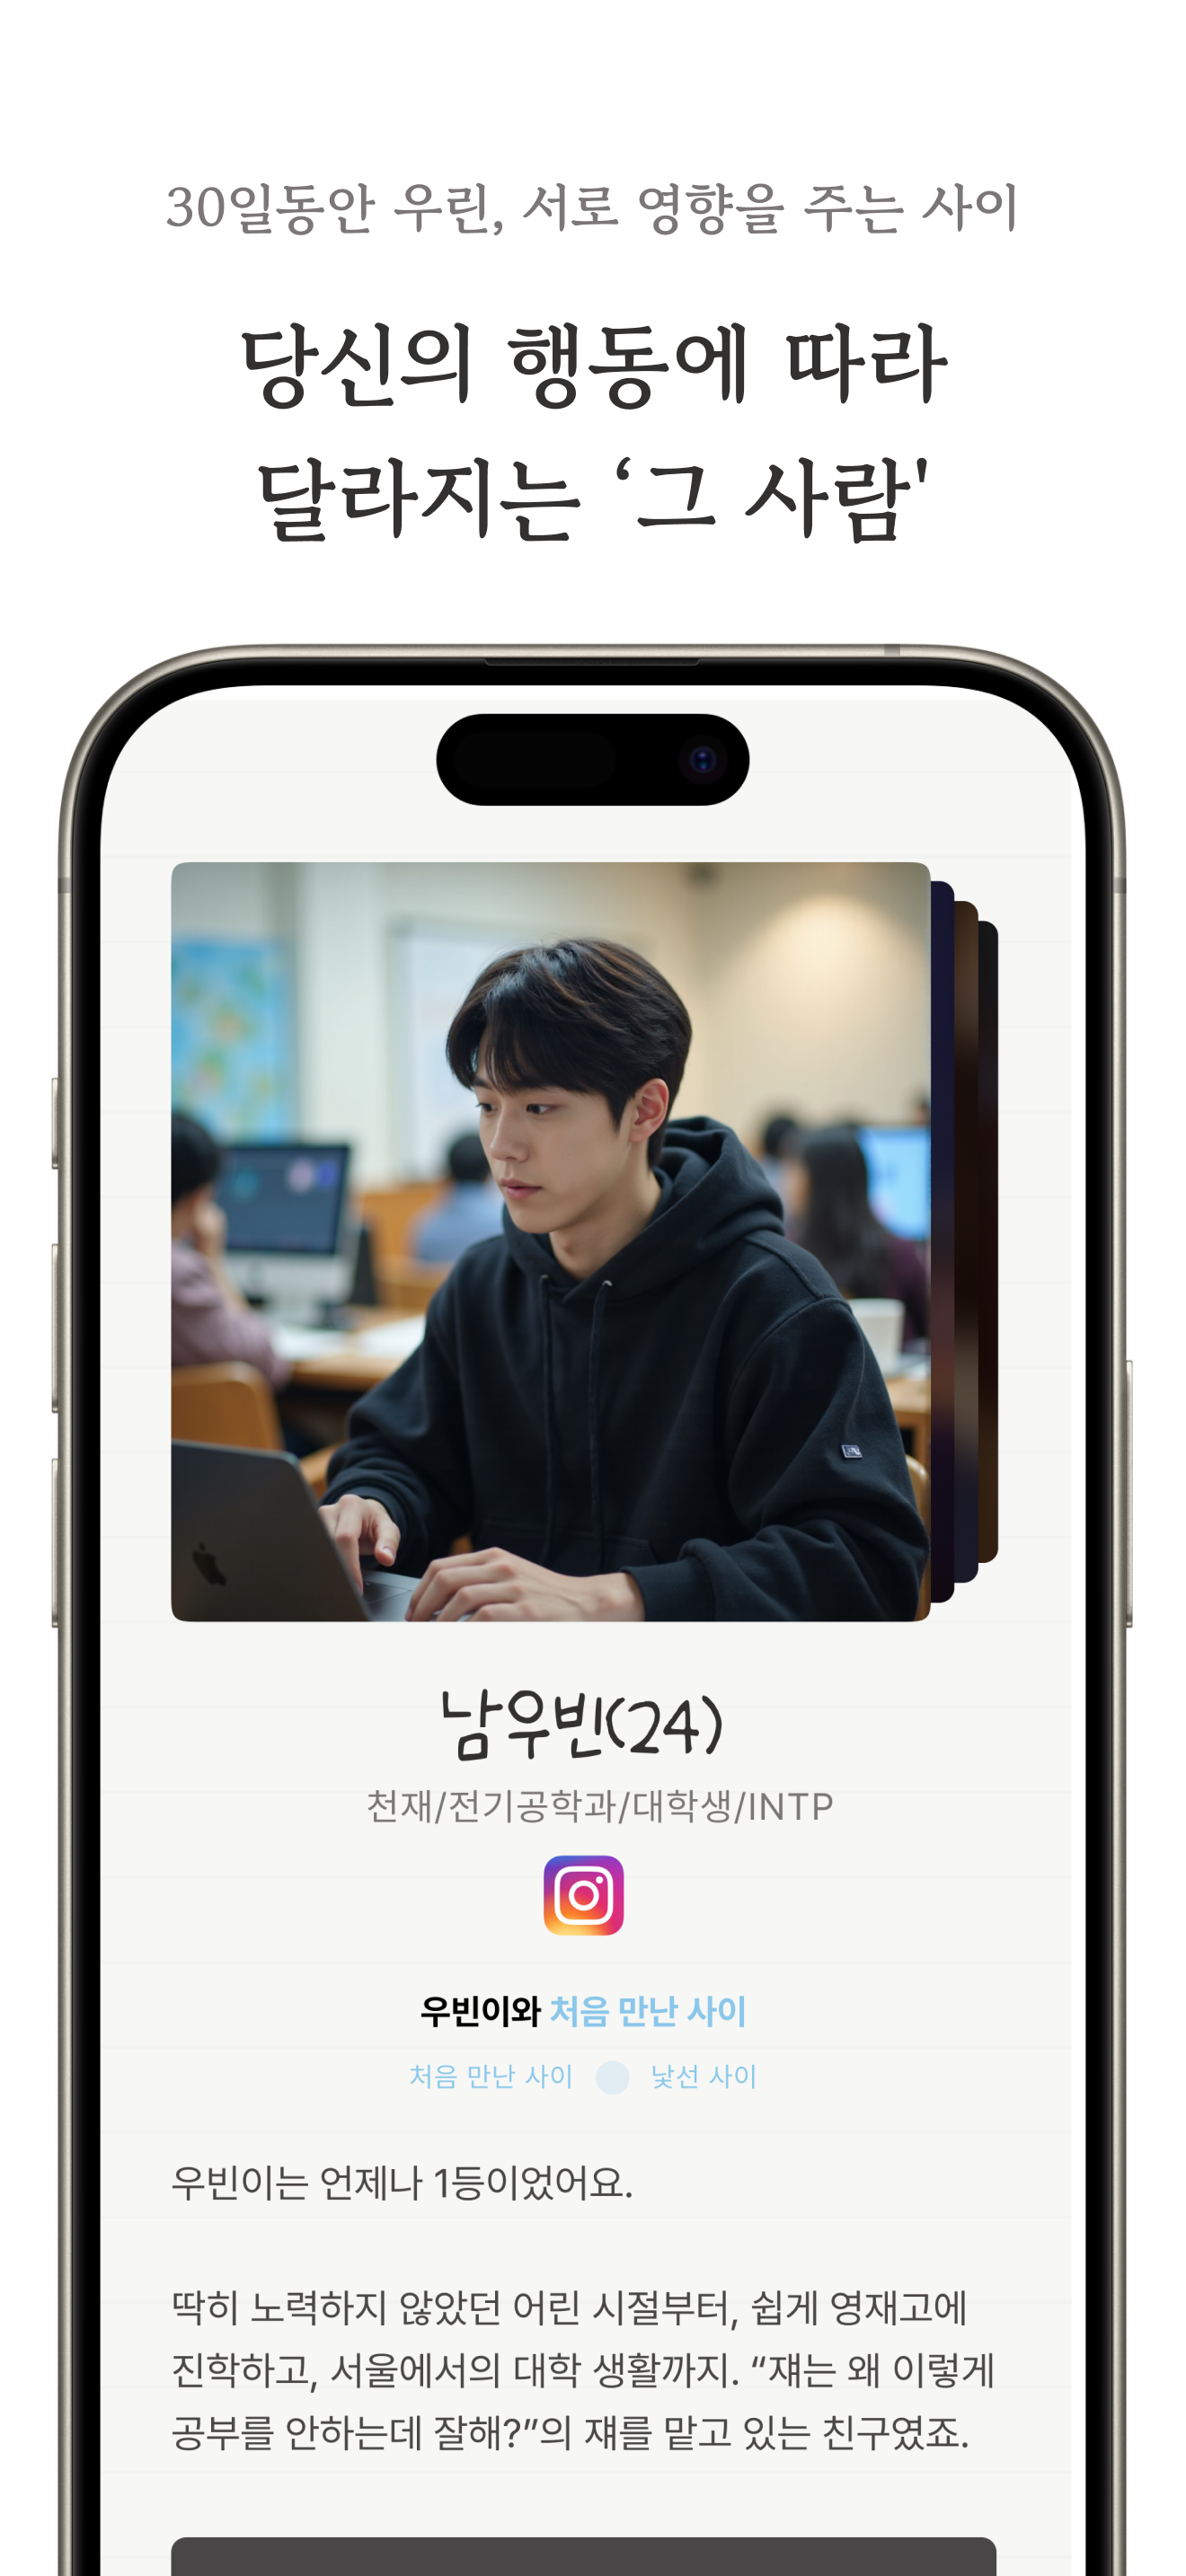 30일동안 우린, 서로 영향을 주는 사이
당신의 행동에 따라
달라지는 ‘그 사람'
남우빈(24)
천재/전기공학과/대학생/INTP
우빈이와 처음 만난 사이
처음 만난 사이 낯선 사이
우빈이는 언제나 1등이었어요.
딱히 노력하지 않았던 어린 시절부터, 쉽게 영재고에
진학하고, 서울에서의 대학 생활까지. “쟤는 왜 이렇게
공부를 안하는데 잘해?”의 쟤를 맡고 있는 친구였죠.